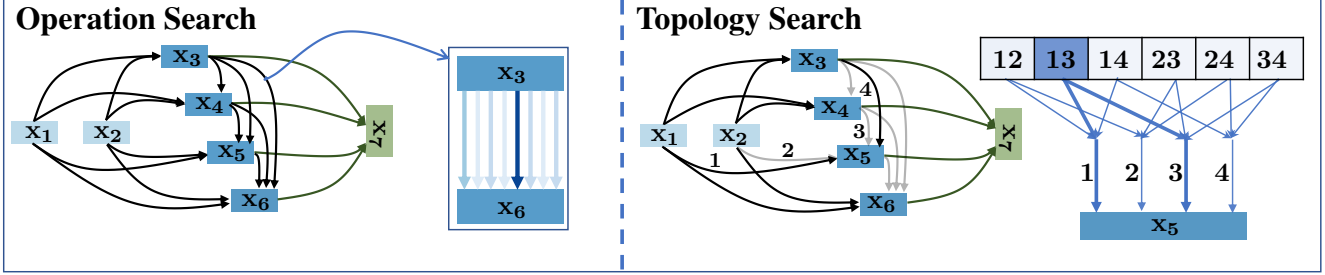 Operation Search
x₃
x₄
x₁
x₂
x₅
x₆
x₇
x₃
x₆
Topology Search
x₃
x₄
x₁
x₂
x₅
x₆
x₇
1
2
3
4
12 13 14 23 24 34
1 2 3 4
x₅